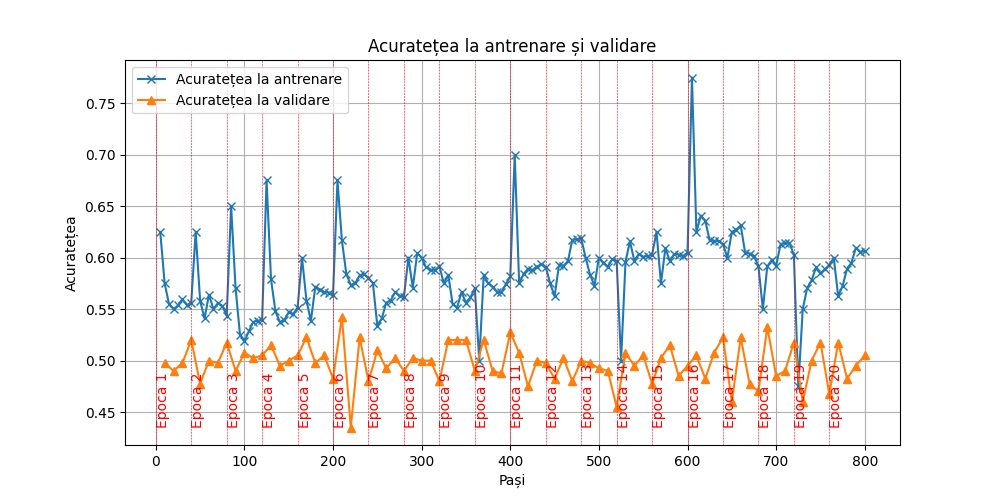 Acuratețea la antrenare și validare
Acuratețea la antrenare
Acuratețea la validare
Acuratețea
0.75
0.70
0.65
0.60
0.55
0.50
0.45
Epoca 1
Epoca 2
Epoca 3
Epoca 4
Epoca 5
Epoca 6
Epoca 7
Epoca 8
Epoca 9
Epoca 10
Epoca 11
Epoca 12
Epoca 13
Epoca 14
Epoca 15
Epoca 16
Epoca 17
Epoca 18
Epoca 19
Epoca 20
0 100 200 300 400 500 600 700 800
Pași